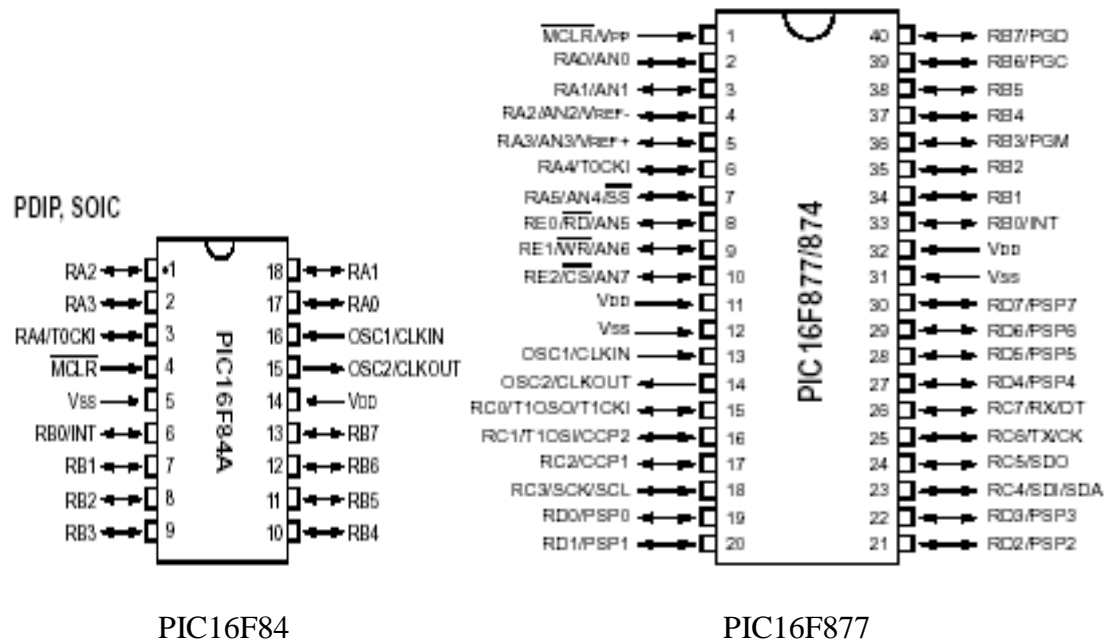 PDIP, SOIC
RA2 1 18 RA1
RA3 2 17 RA0
RA4/T0CKI 3 16 OSC1/CLKIN
MCLR 4 15 OSC2/CLKOUT
VSS 5 14 VDD
RB0/INT 6 13 RB7
RB1 7 12 RB6
RB2 8 11 RB5
RB3 9 10 RB4
PIC16F84A
PIC16F84
MCLR/VPP 1 40 RB7/PGD
RA0/AN0 2 39 RB6/PGC
RA1/AN1 3 38 RB5
RA2/AN2/VREF- 4 37 RB4
RA3/AN3/VREF+ 5 36 RB3/PGM
RA4/T0CKI 6 35 RB2
RA5/AN4/SS 7 34 RB1
RE0/RD/AN5 8 33 RB0/INT
RE1/WR/AN6 9 32 VDD
RE2/CS/AN7 10 31 VSS
VDD 11 30 RD7/PSP7
VSS 12 29 RD6/PSP6
OSC1/CLKIN 13 28 RD5/PSP5
OSC2/CLKOUT 14 27 RD4/PSP4
RC0/T1OSO/T1CKI 15 26 RC7/RX/DT
RC1/T1OSI/CCP2 16 25 RC6/TX/CK
RC2/CCP1 17 24 RC5/SDO
RC3/SCK/SCL 18 23 RC4/SDI/SDA
RD0/PSP0 19 22 RD3/PSP3
RD1/PSP1 20 21 RD2/PSP2
PIC16F877/874
PIC16F877